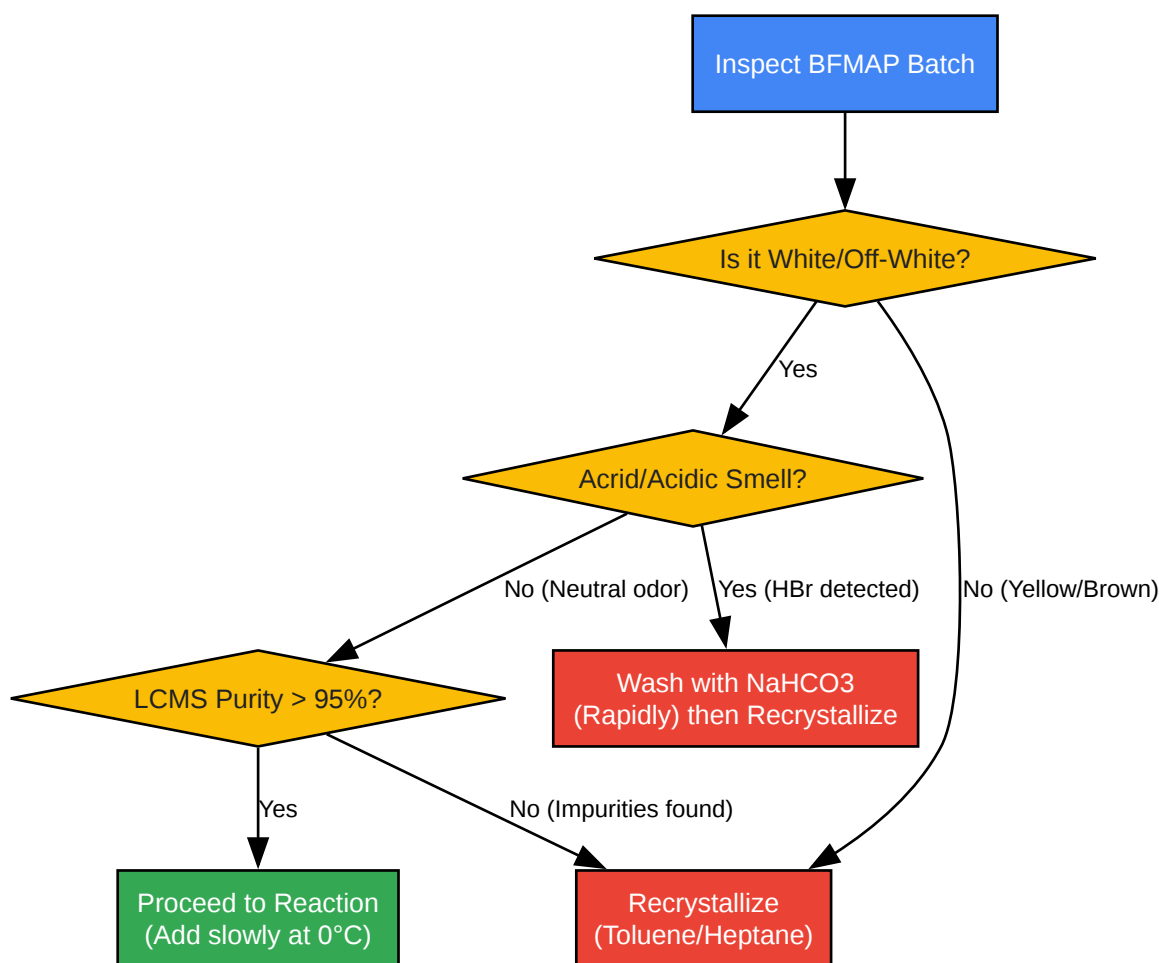 Inspect BFMAP Batch
Is it White/Off-White?
Yes
Acrid/Acidic Smell?
No (Neutral odor)
Yes (HBr detected)
No (Yellow/Brown)
LCMS Purity > 95%?
Wash with NaHCO3
(Rapidly) then Recrystallize
Yes
No (Impurities found)
Proceed to Reaction
(Add slowly at 0°C)
Recrystallize
(Toluene/Heptane)